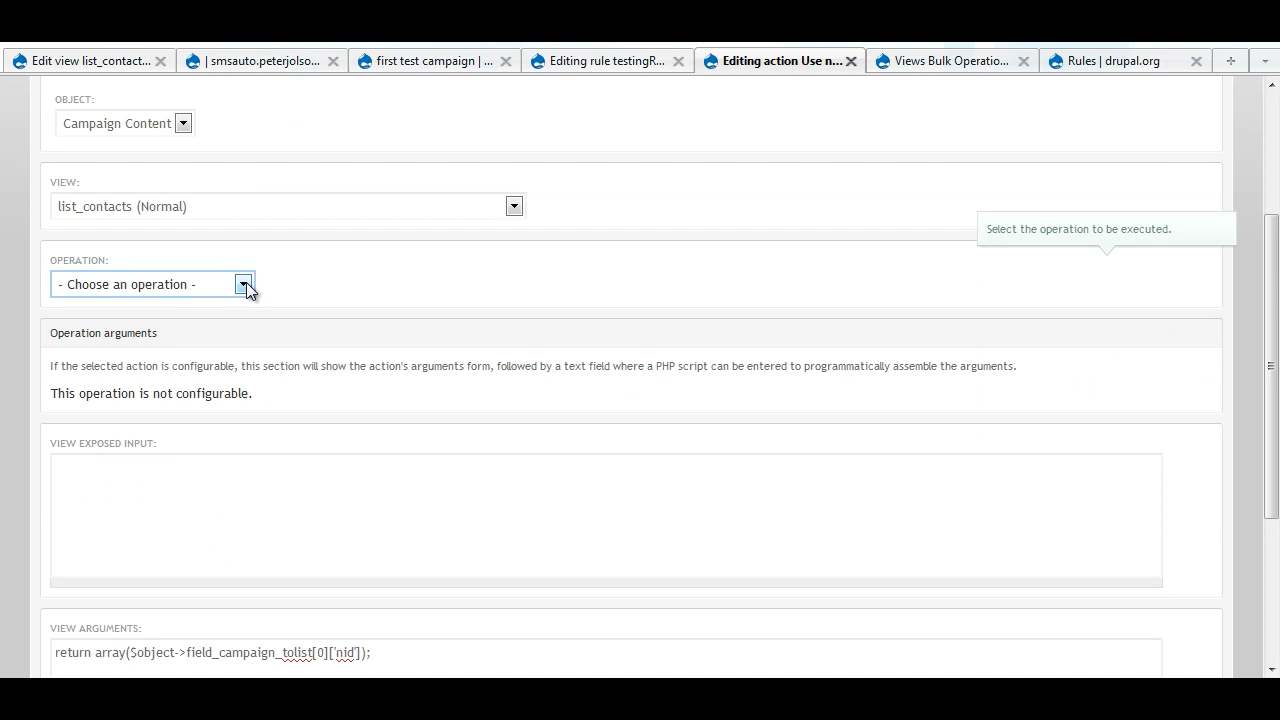 Edit view list_contact...
| smsauto.peterjolso...
first test campaign | ...
Editing rule testingR...
Editing action Use n...
Views Bulk Operatio...
Rules | drupal.org
OBJECT:
Campaign Content
VIEW:
list_contacts (Normal)
Select the operation to be executed.
OPERATION:
- Choose an operation -
Operation arguments
If the selected action is configurable, this section will show the action's arguments form, followed by a text field where a PHP script can be entered to programmatically assemble the arguments.
This operation is not configurable.
VIEW EXPOSED INPUT:
VIEW ARGUMENTS:
return array($object->field_campaign_tolist[0]['nid']);